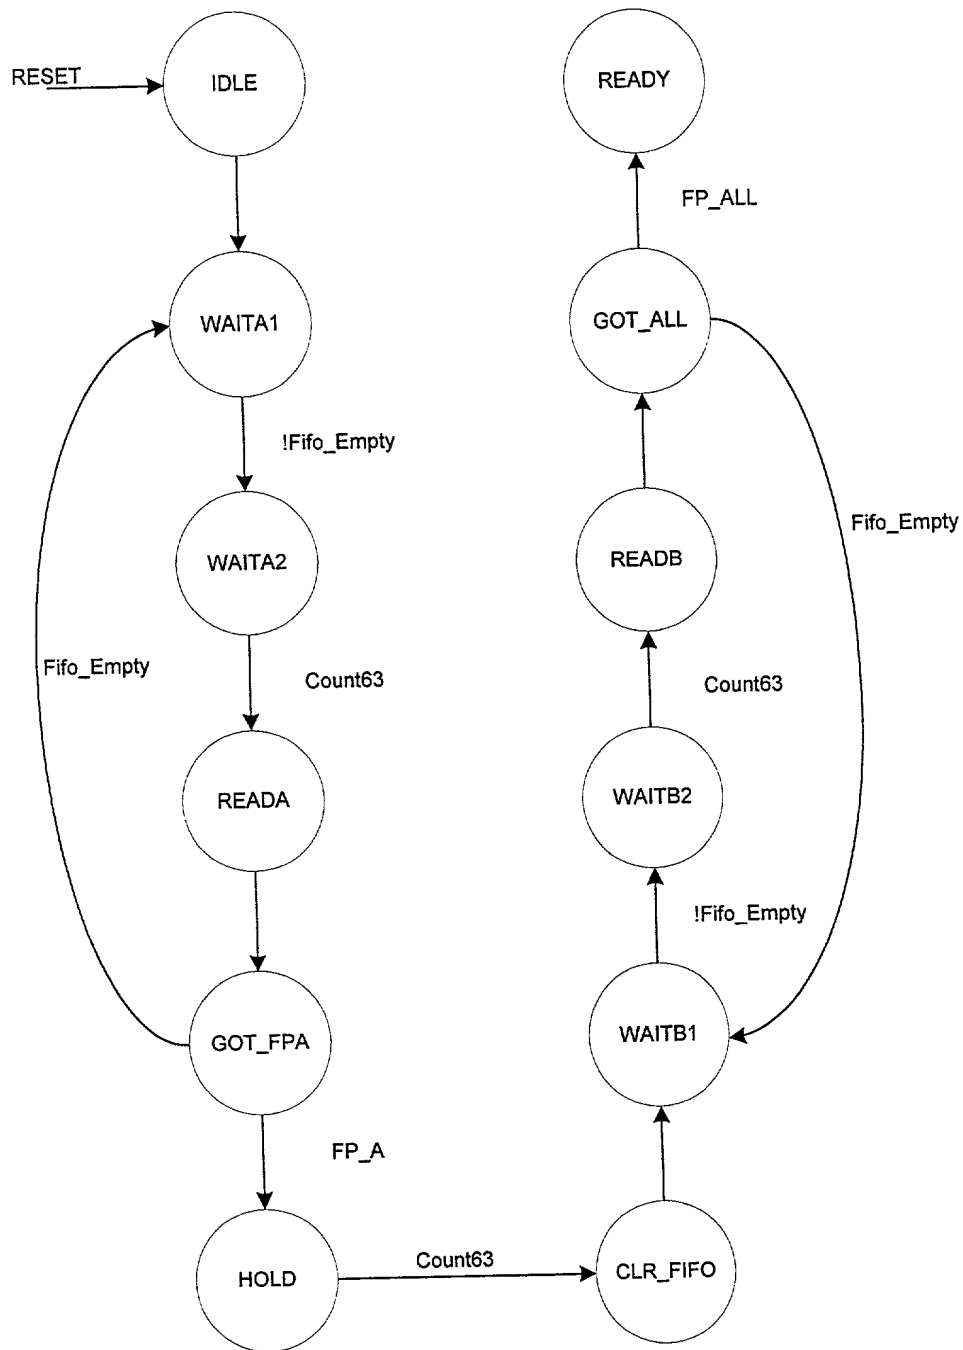 RESET
IDLE
WAITA1
!Fifo_Empty
WAITA2
Fifo_Empty
Count63
READA
GOT_FPA
FP_A
HOLD
Count63
CLR_FIFO
WAITB1
!Fifo_Empty
WAITB2
Count63
READB
Fifo_Empty
GOT_ALL
FP_ALL
READY